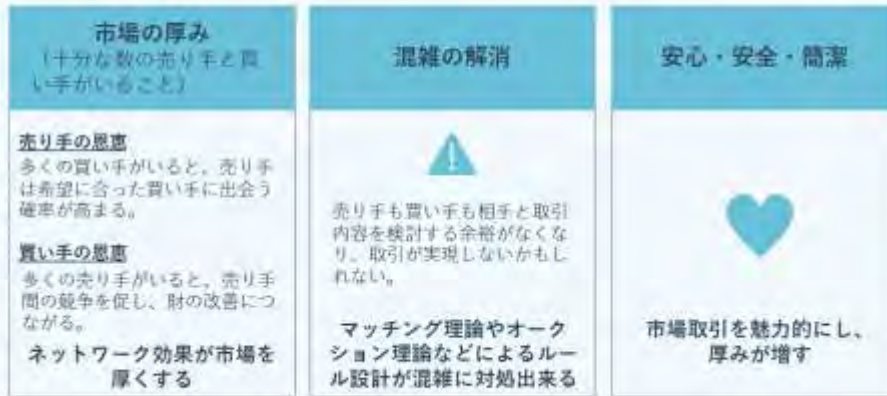 市場の厚み
（十分な数の売り手と買
い手がいること）
売り手の恩恵
多くの買い手がいると、売り手
は希望に合った買い手に出会う
確率が高まる。
買い手の恩恵
多くの売り手がいると、売り手
間の競争を促し、財の改善につ
ながる。
ネットワーク効果が市場を
厚くする
混雑の解消
売り手も買い手も相手と取引
内容を検討する余裕がなくな
り、取引が実現しないかもし
れない。
マッチング理論やオーク
ション理論などによるルー
ル設計が混雑に対処出来る
安心・安全・簡潔
市場取引を魅力的にし、
厚みが増す